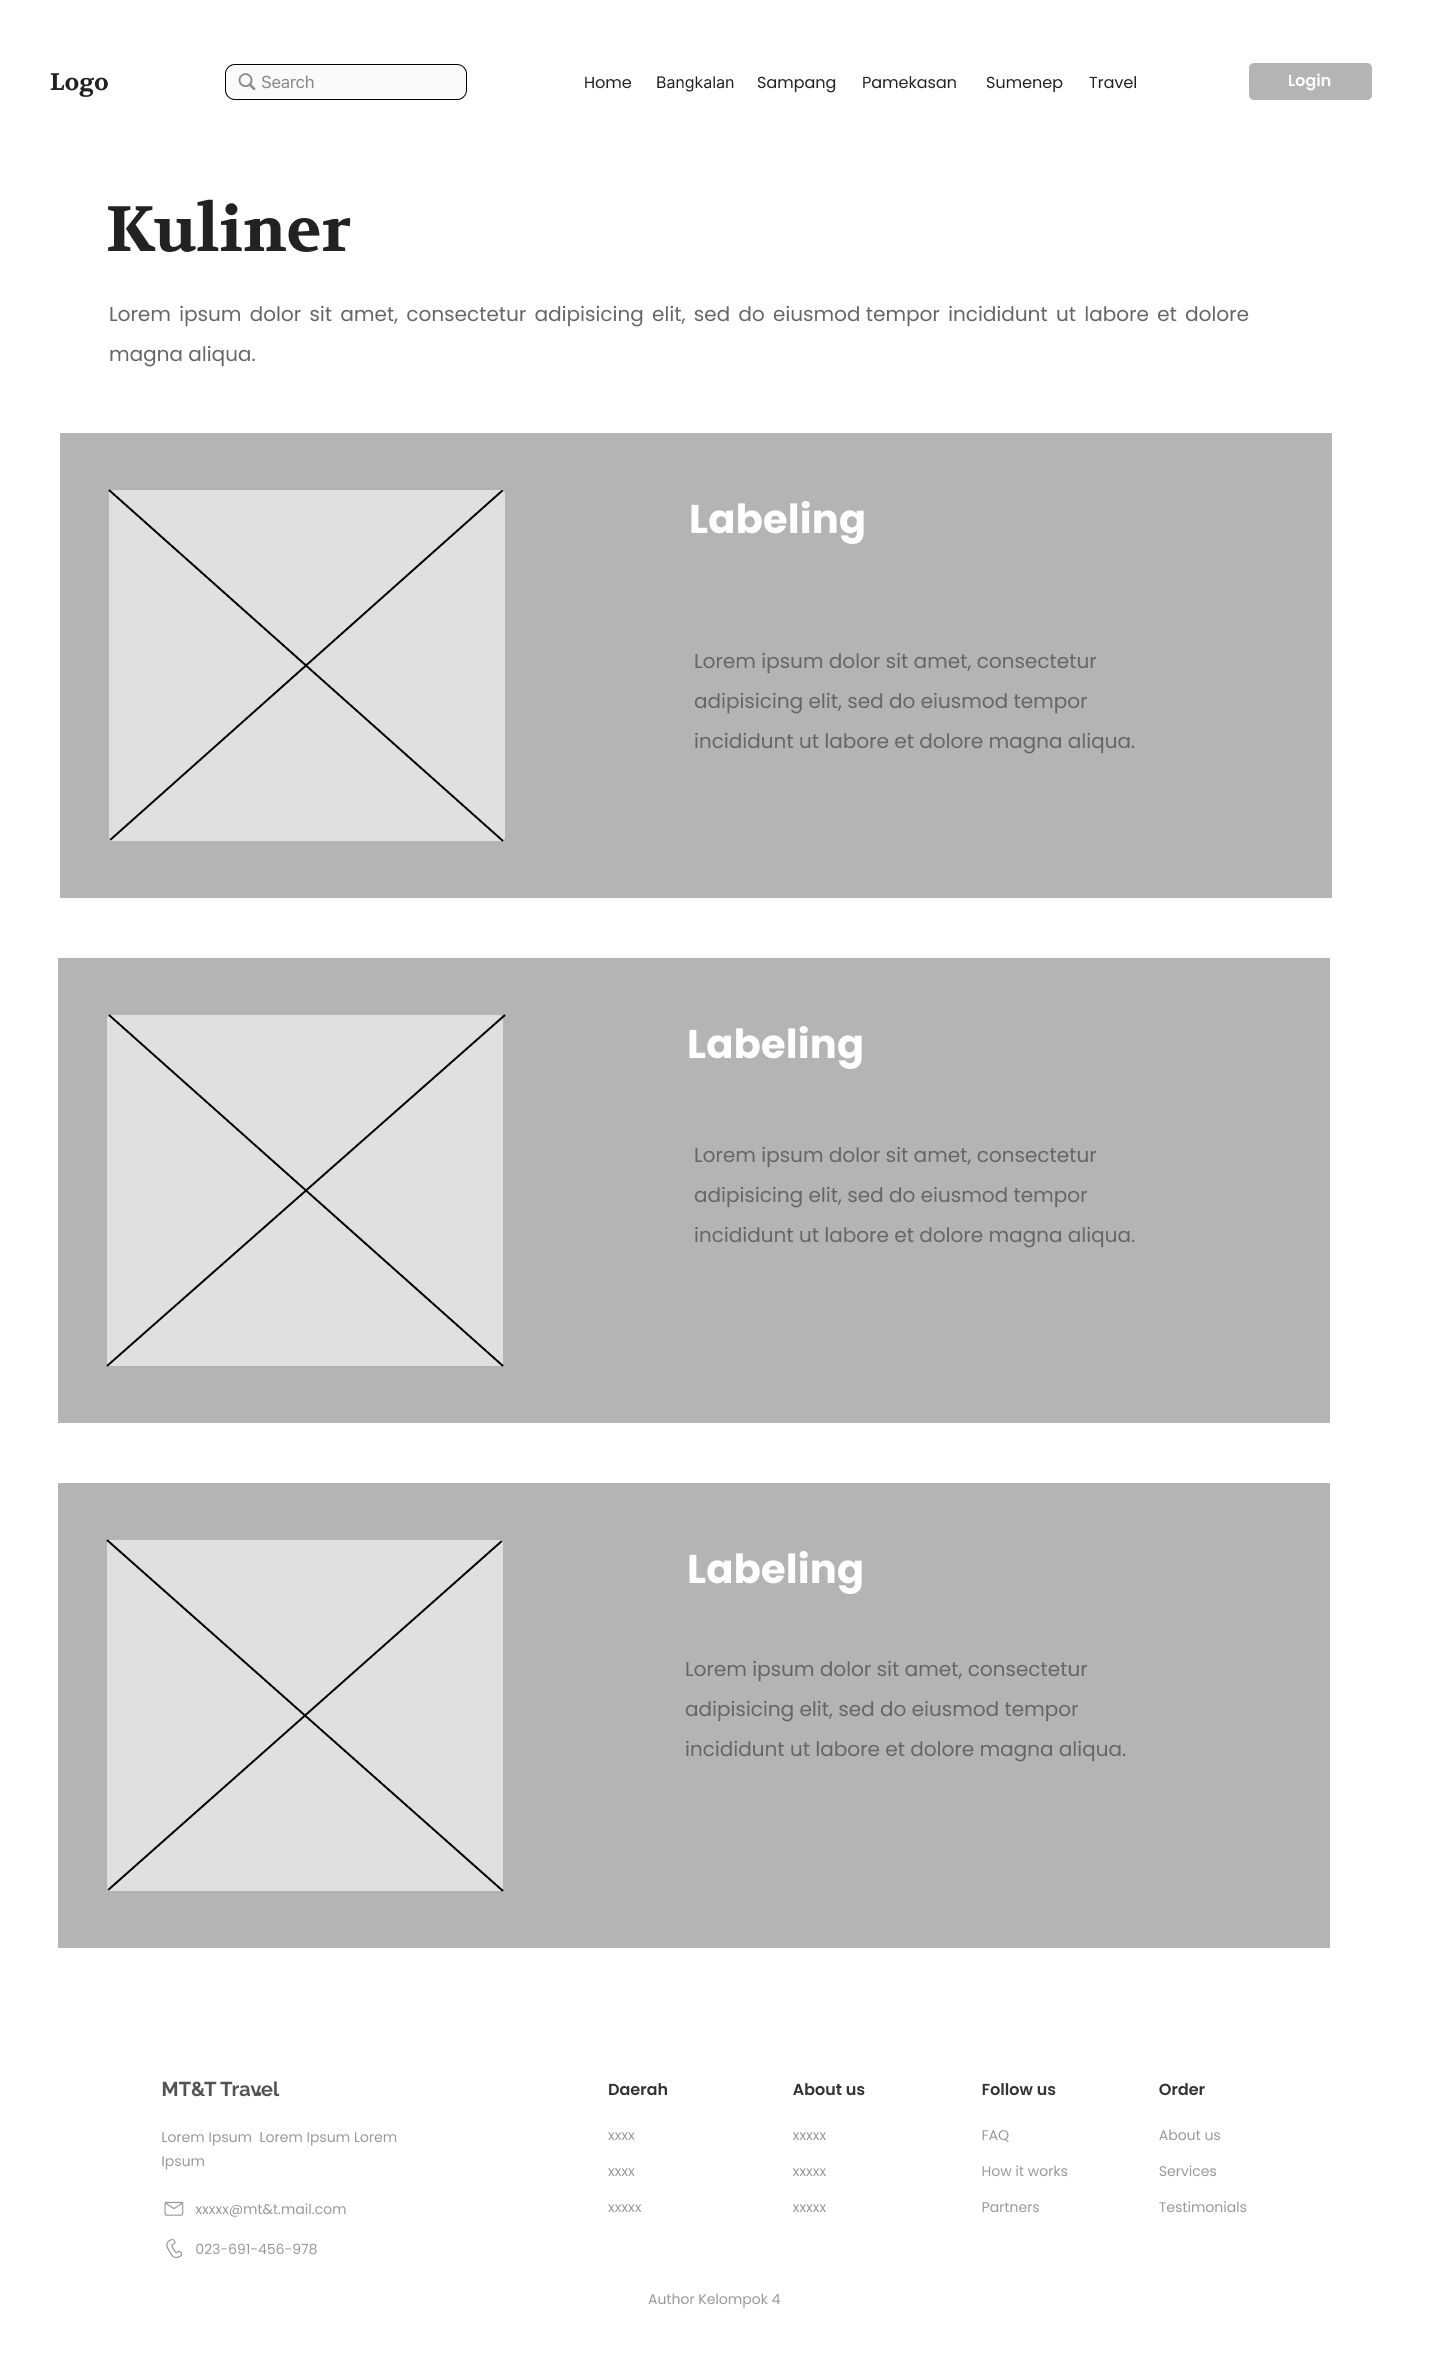 Logo
Search
Home Bangkalan Sampang Pamekasan Sumenep Travel
Login
Kuliner
Lorem ipsum dolor sit amet, consectetur adipisicing elit, sed do eiusmod tempor incididunt ut labore et dolore
magna aliqua.
Labeling
Lorem ipsum dolor sit amet, consectetur
adipisicing elit, sed do eiusmod tempor
incididunt ut labore et dolore magna aliqua.
Labeling
Lorem ipsum dolor sit amet, consectetur
adipisicing elit, sed do eiusmod tempor
incididunt ut labore et dolore magna aliqua.
Labeling
Lorem ipsum dolor sit amet, consectetur
adipisicing elit, sed do eiusmod tempor
incididunt ut labore et dolore magna aliqua.
MT&T Travel
Lorem Ipsum Lorem Ipsum Lorem
Ipsum
xxxxx@mt&t.mail.com
023-691-456-978
Daerah
xxxx
xxxx
xxxxx
About us
xxxxx
xxxxx
xxxxx
Follow us
FAQ
How it works
Partners
Order
About us
Services
Testimonials
Author Kelompok 4